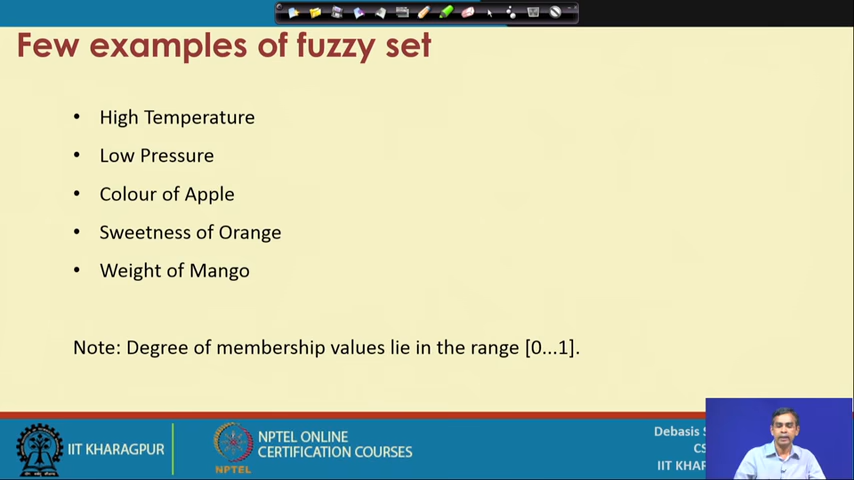 Few examples of fuzzy set
• High Temperature
• Low Pressure
• Colour of Apple
• Sweetness of Orange
• Weight of Mango
Note: Degree of membership values lie in the range [0...1].
IIT KHARAGPUR
NPTEL
NPTEL ONLINE
CERTIFICATION COURSES
Debasis S
CS
IIT KHAR